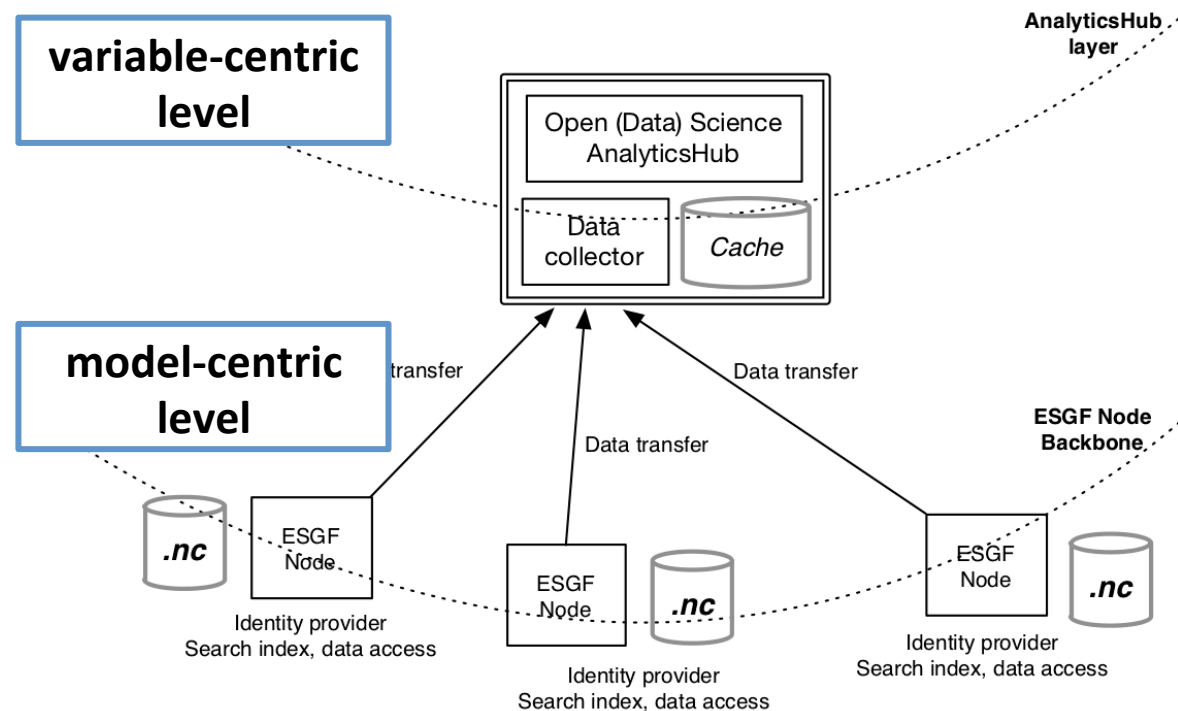 variable-centric
level
AnalyticsHub
layer
Open (Data) Science
AnalyticsHub
Data
collector
Cache
model-centric
level
transfer
Data transfer
Data transfer
ESGF Node
Backbone
.nc
ESGF
Node
ESGF
Node
.nc
ESGF
Node
.nc
Identity provider
Search index, data access
Identity provider
Search index, data access
Identity provider
Search index, data access